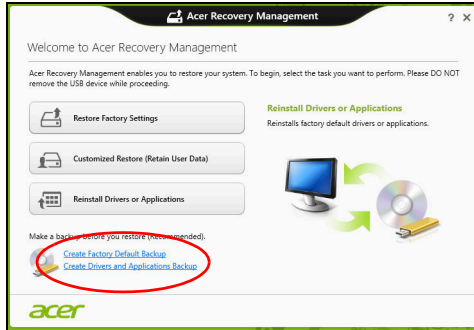 Acer Recovery Management
? X
Welcome to Acer Recovery Management
Acer Recovery Management enables you to restore your system. To begin, select the task you want to perform. Please DO NOT
remove the USB device while proceeding.
Restore Factory Settings
Customized Restore (Retain User Data)
Reinstall Drivers or Applications
Reinstall Drivers or Applications
Reinstalls factory default drivers or applications.
Make a backup before you restore (Recommended).
Create Factory Default Backup
Create Drivers and Applications Backup
acer